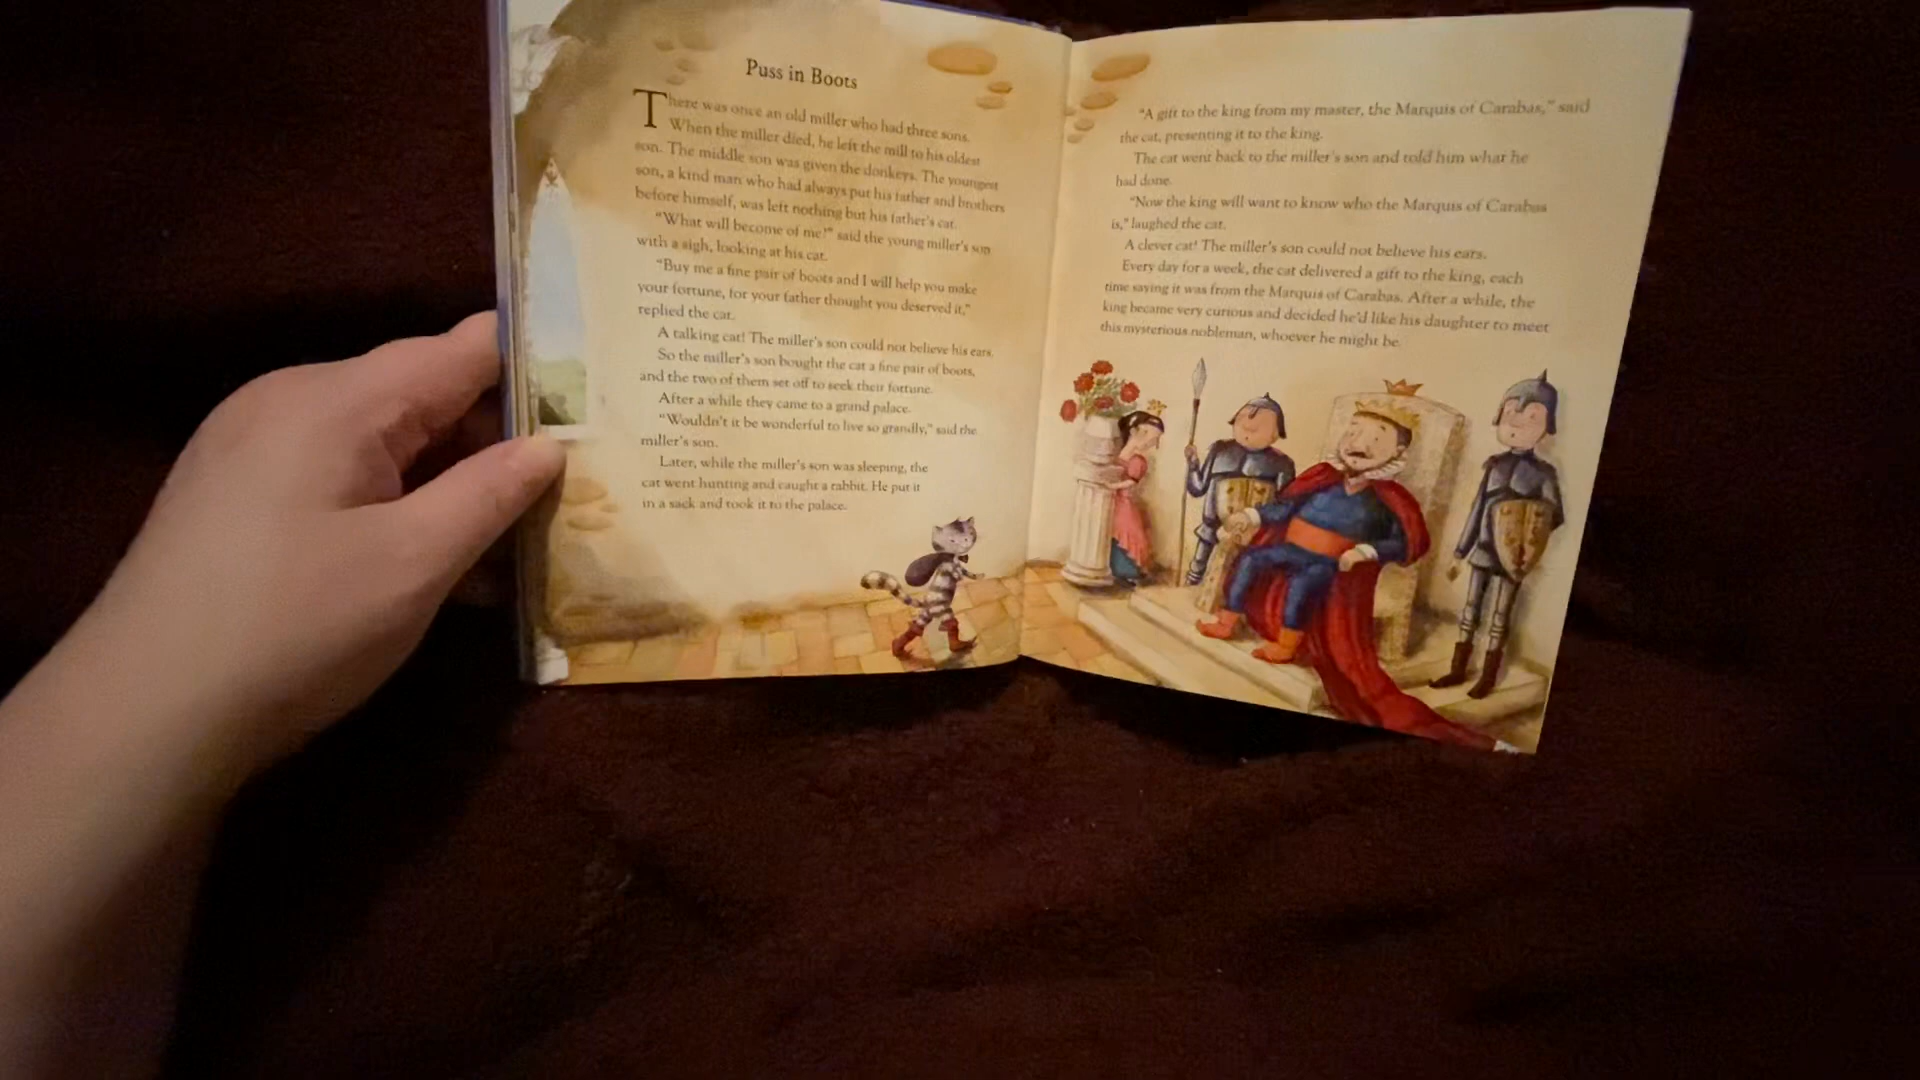 Puss in Boots
There was once an old miller who had three sons.
When the miller died, he left the mill to his oldest
son. The middle son was given the donkeys. The youngest
son, a kind man who had always put his father and brothers
before himself, was left nothing but his father's cat.
"What will become of me?" said the young miller's son
with a sigh, looking at his cat.
"Buy me a fine pair of boots and I will help you make
your fortune, for your father thought you deserved it,"
replied the cat.
A talking cat! The miller's son could not believe his ears.
So the miller's son bought the cat a fine pair of boots,
and the two of them set off to seek their fortune.
After a while they came to a grand palace.
"Wouldn't it be wonderful to live so grandly," said the
miller's son.
Later, while the miller's son was sleeping, the
cat went hunting and caught a rabbit. He put it
in a sack and took it to the palace.
"A gift to the king from my master, the Marquis of Carabas," said
the cat, presenting it to the king.
The cat went back to the miller's son and told him what he
had done.
"Now the king will want to know who the Marquis of Carabas
is," laughed the cat.
A clever cat! The miller's son could not believe his ears.
Every day for a week, the cat delivered a gift to the king, each
time saying it was from the Marquis of Carabas. After a while, the
king became very curious and decided he'd like his daughter to meet
this mysterious nobleman, whoever he might be.